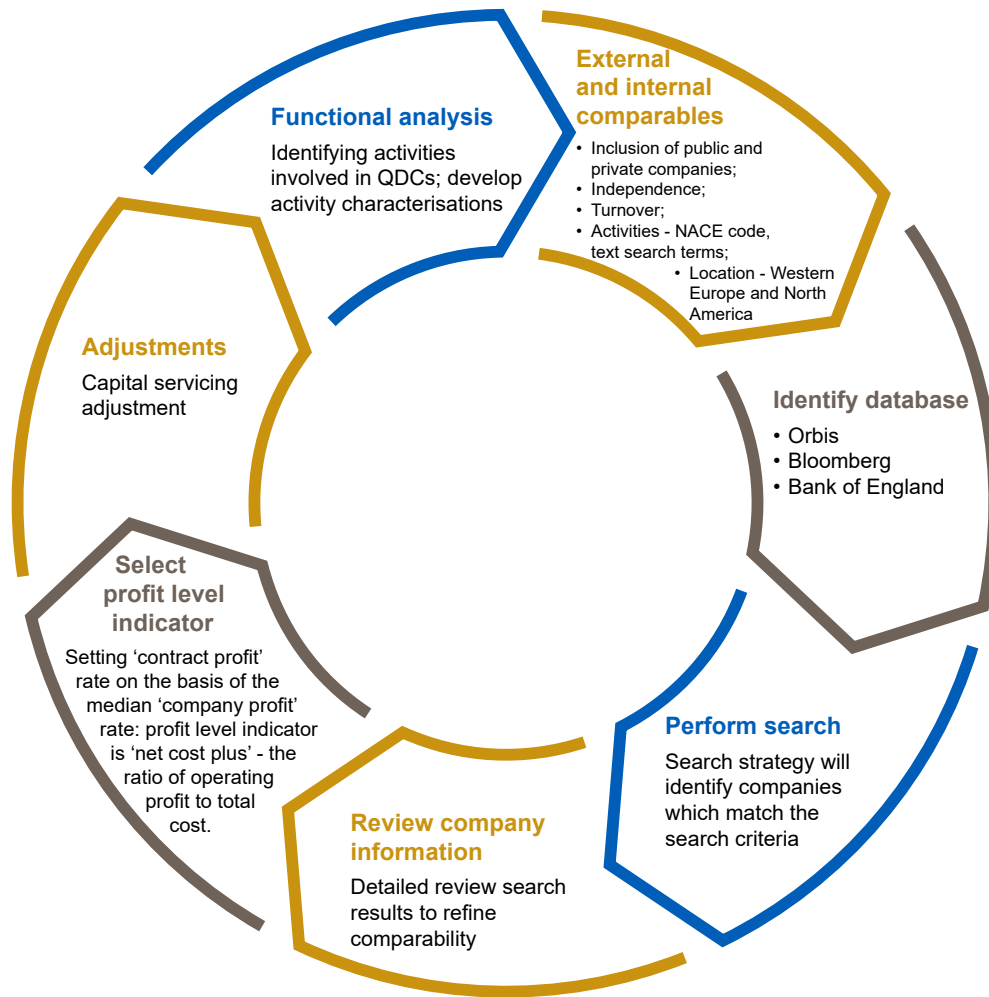 Functional analysis
Identifying activities
involved in QDCs; develop
activity characterisations
External
and internal
comparables
• Inclusion of public and
private companies;
• Independence;
• Turnover;
• Activities - NACE code,
text search terms;
• Location - Western
Europe and North
America
Identify database
• Orbis
• Bloomberg
• Bank of England
Perform search
Search strategy will
identify companies
which match the
search criteria
Review company
information
Detailed review search
results to refine
comparability
Select
profit level
indicator
Setting ‘contract profit’
rate on the basis of the
median ‘company profit’
rate: profit level indicator
is ‘net cost plus’ - the
ratio of operating
profit to total
cost.
Adjustments
Capital servicing
adjustment